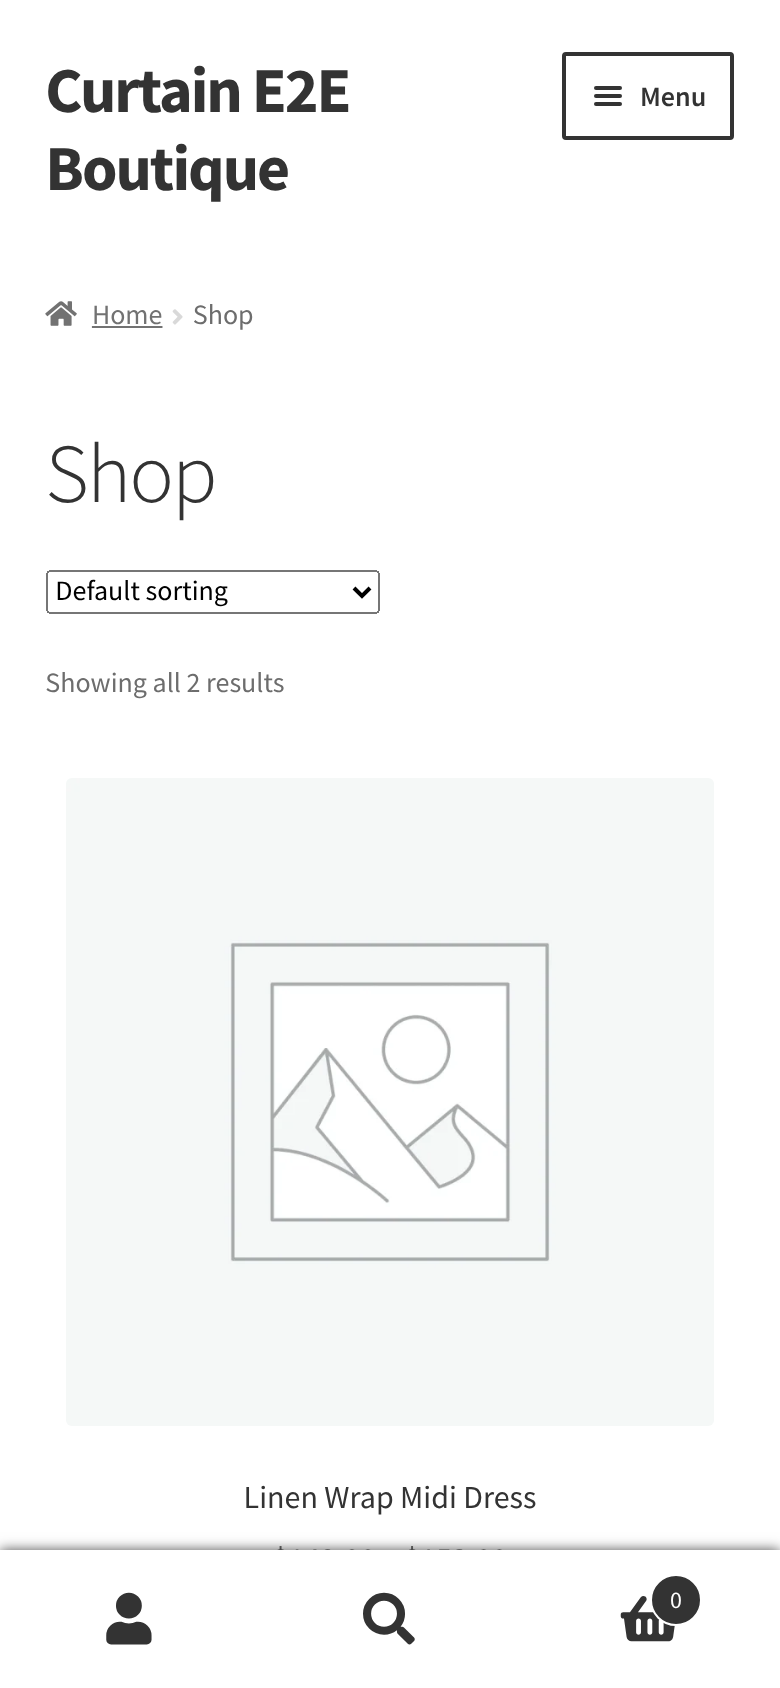 Curtain E2E
Boutique
Menu
Home
Shop
Shop
Default sorting
Showing all 2 results
Linen Wrap Midi Dress
0